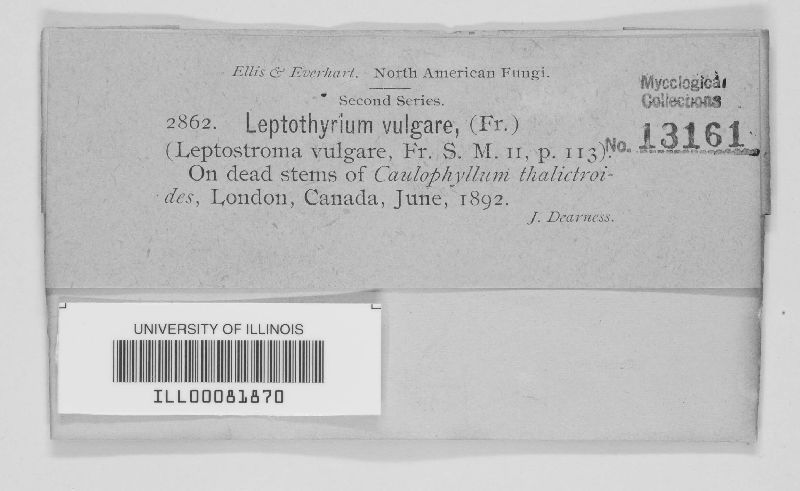 Ellis & Everhart. North American Fungi.
Second Series.
2862. Leptothyrium vulgare, (Fr.)
(Leptostroma vulgare, Fr. S. M. 11, p. 113).
On dead stems of Caulophyllum thalictroi-
des, London, Canada, June, 1892.
J. Dearness.
Mycological
Collections
No. 13161
UNIVERSITY OF ILLINOIS
ILL00081870